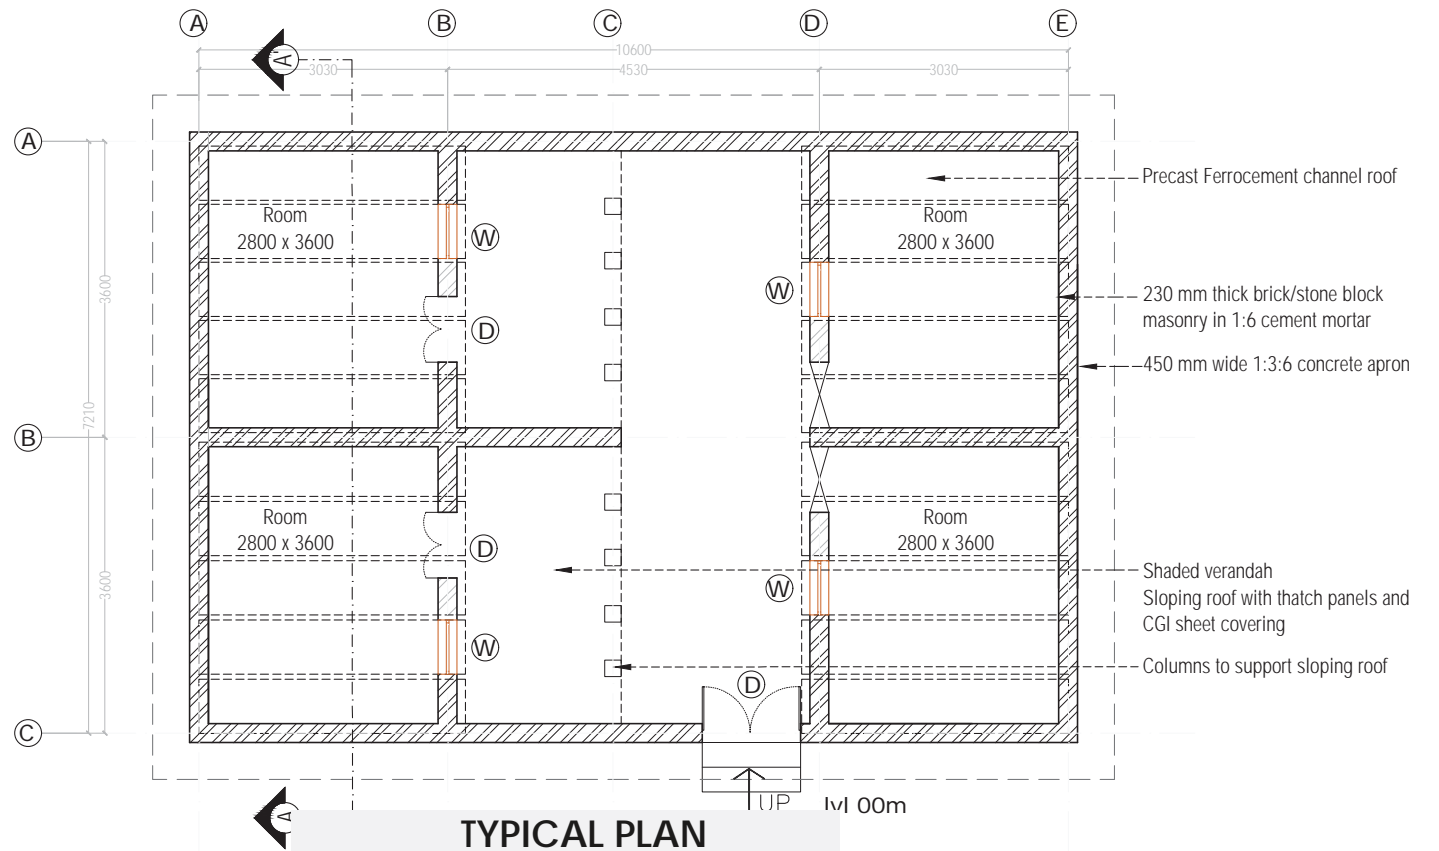 A B C D E
10600
A 3030 4530 3030
A
Precast Ferrocement channel roof
Room
2800 x 3600
Room
2800 x 3600
W
W
3600
230 mm thick brick/stone block
masonry in 1:6 cement mortar
D
450 mm wide 1:3:6 concrete apron
7210
B
Room
2800 x 3600
Room
2800 x 3600
D
Shaded verandah
Sloping roof with thatch panels and
CGI sheet covering
3600
W
W
Columns to support sloping roof
D
C
UP lvl 00m
A
TYPICAL PLAN